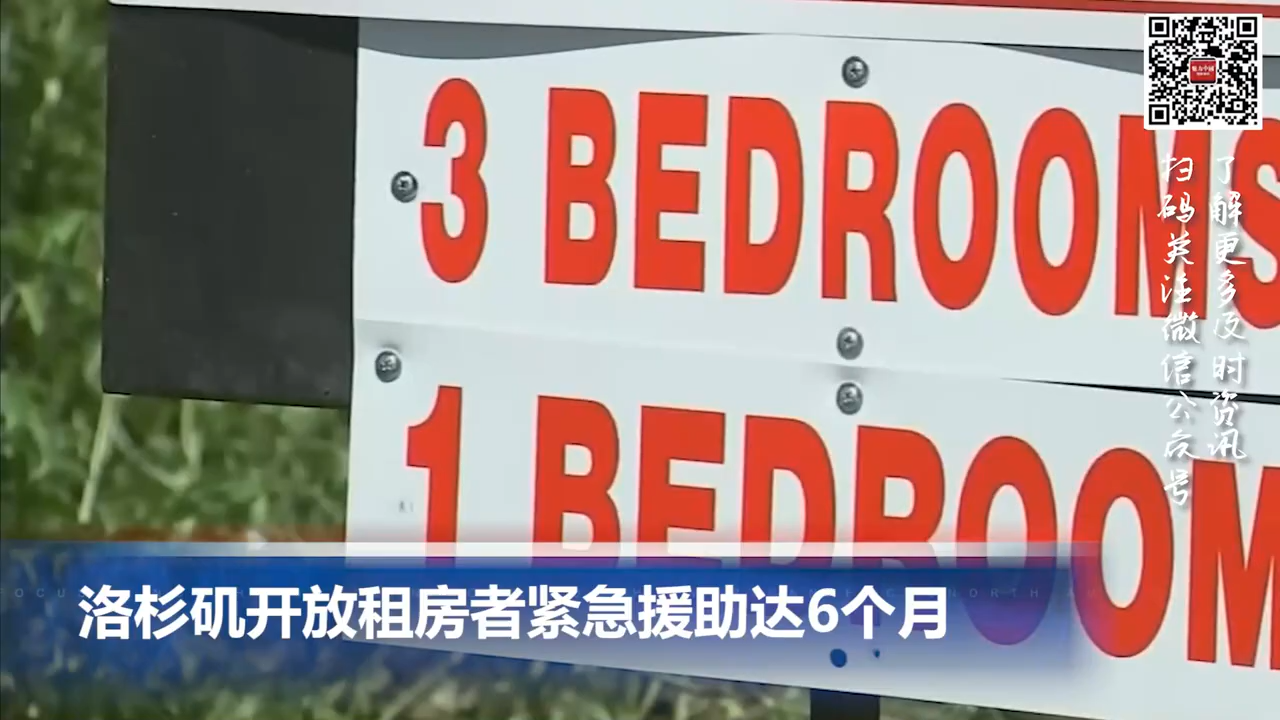 3 BEDROOMS
1 BEDROOM
了解更多及时资讯
扫码关注微信公众号
洛杉矶开放租房者紧急援助达6个月